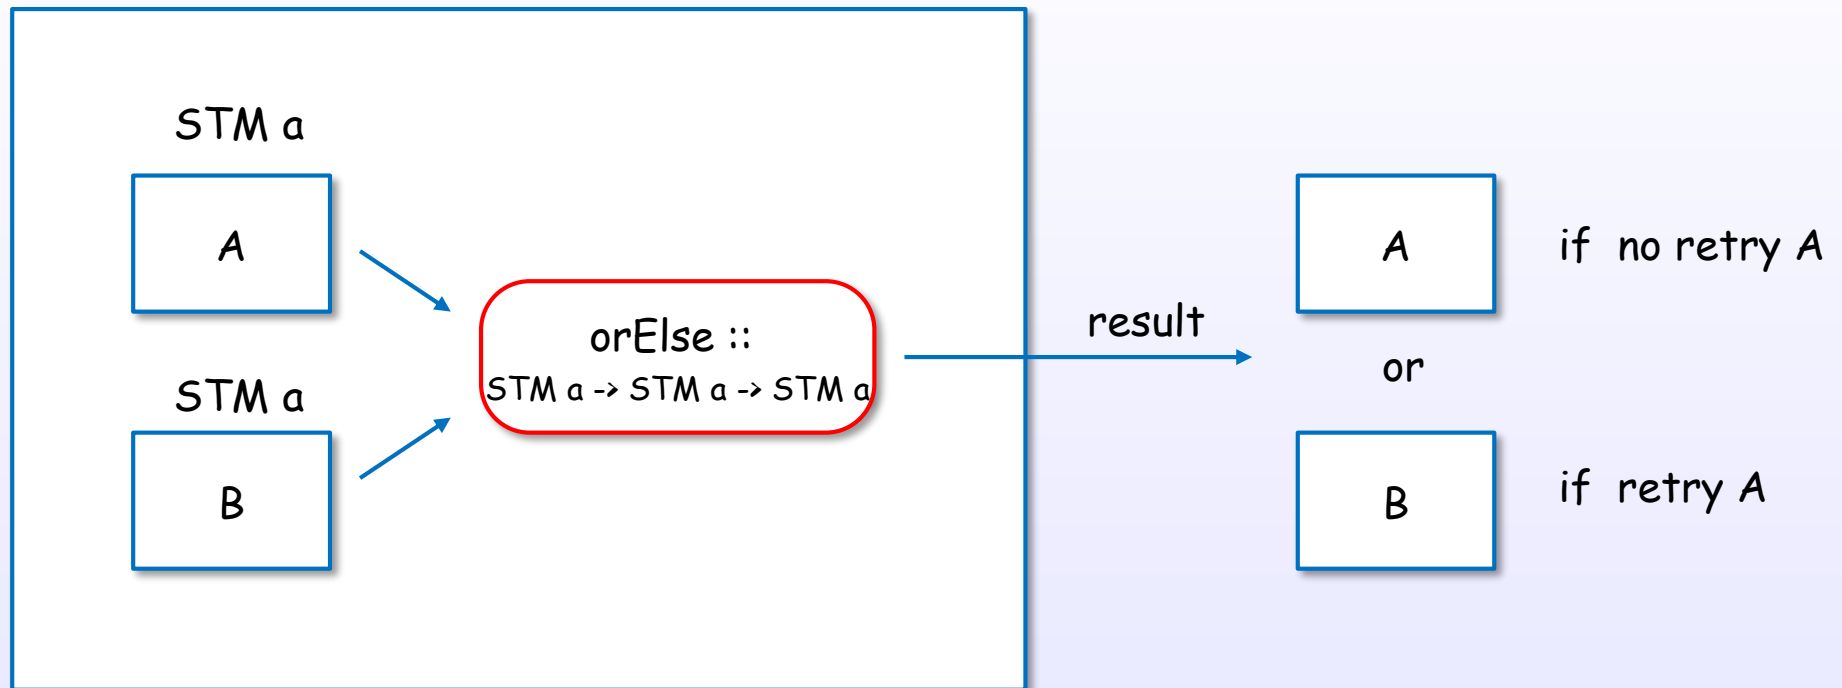 STM a
A
STM a
B
orElse ::
STM a -> STM a -> STM a
result
A
if no retry A
or
B
if retry A